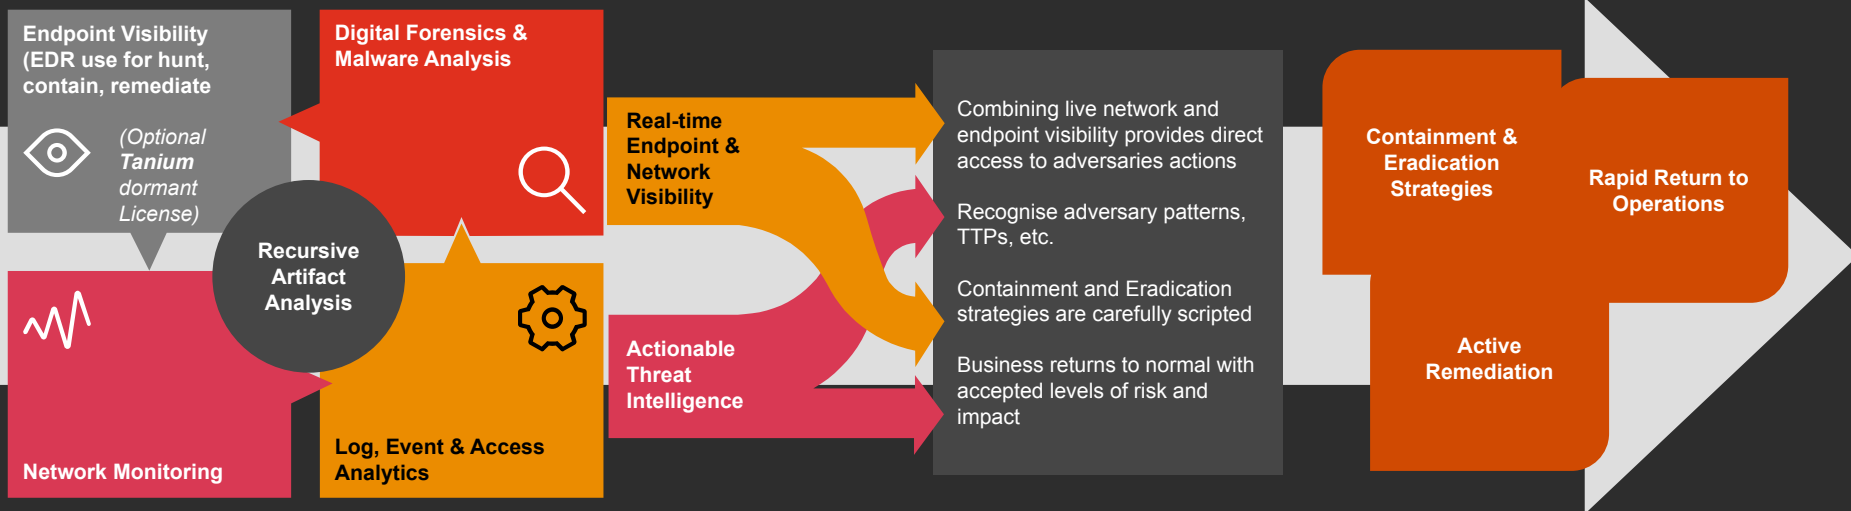 Endpoint Visibility
(EDR use for hunt,
contain, remediate
(Optional
Tanium
dormant
License)
Digital Forensics &
Malware Analysis
Recursive
Artifact
Analysis
Network Monitoring
Log, Event & Access
Analytics
Real-time
Endpoint &
Network
Visibility
Actionable
Threat
Intelligence
Combining live network and
endpoint visibility provides direct
access to adversaries actions
Recognise adversary patterns,
TTPs, etc.
Containment and Eradication
strategies are carefully scripted
Business returns to normal with
accepted levels of risk and
impact
Containment &
Eradication
Strategies
Rapid Return to
Operations
Active
Remediation